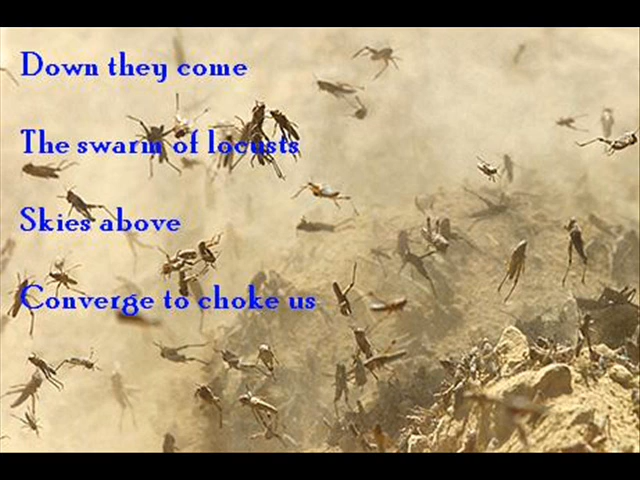 Down they come
The swarm of locusts
Skies above
Converge to choke us